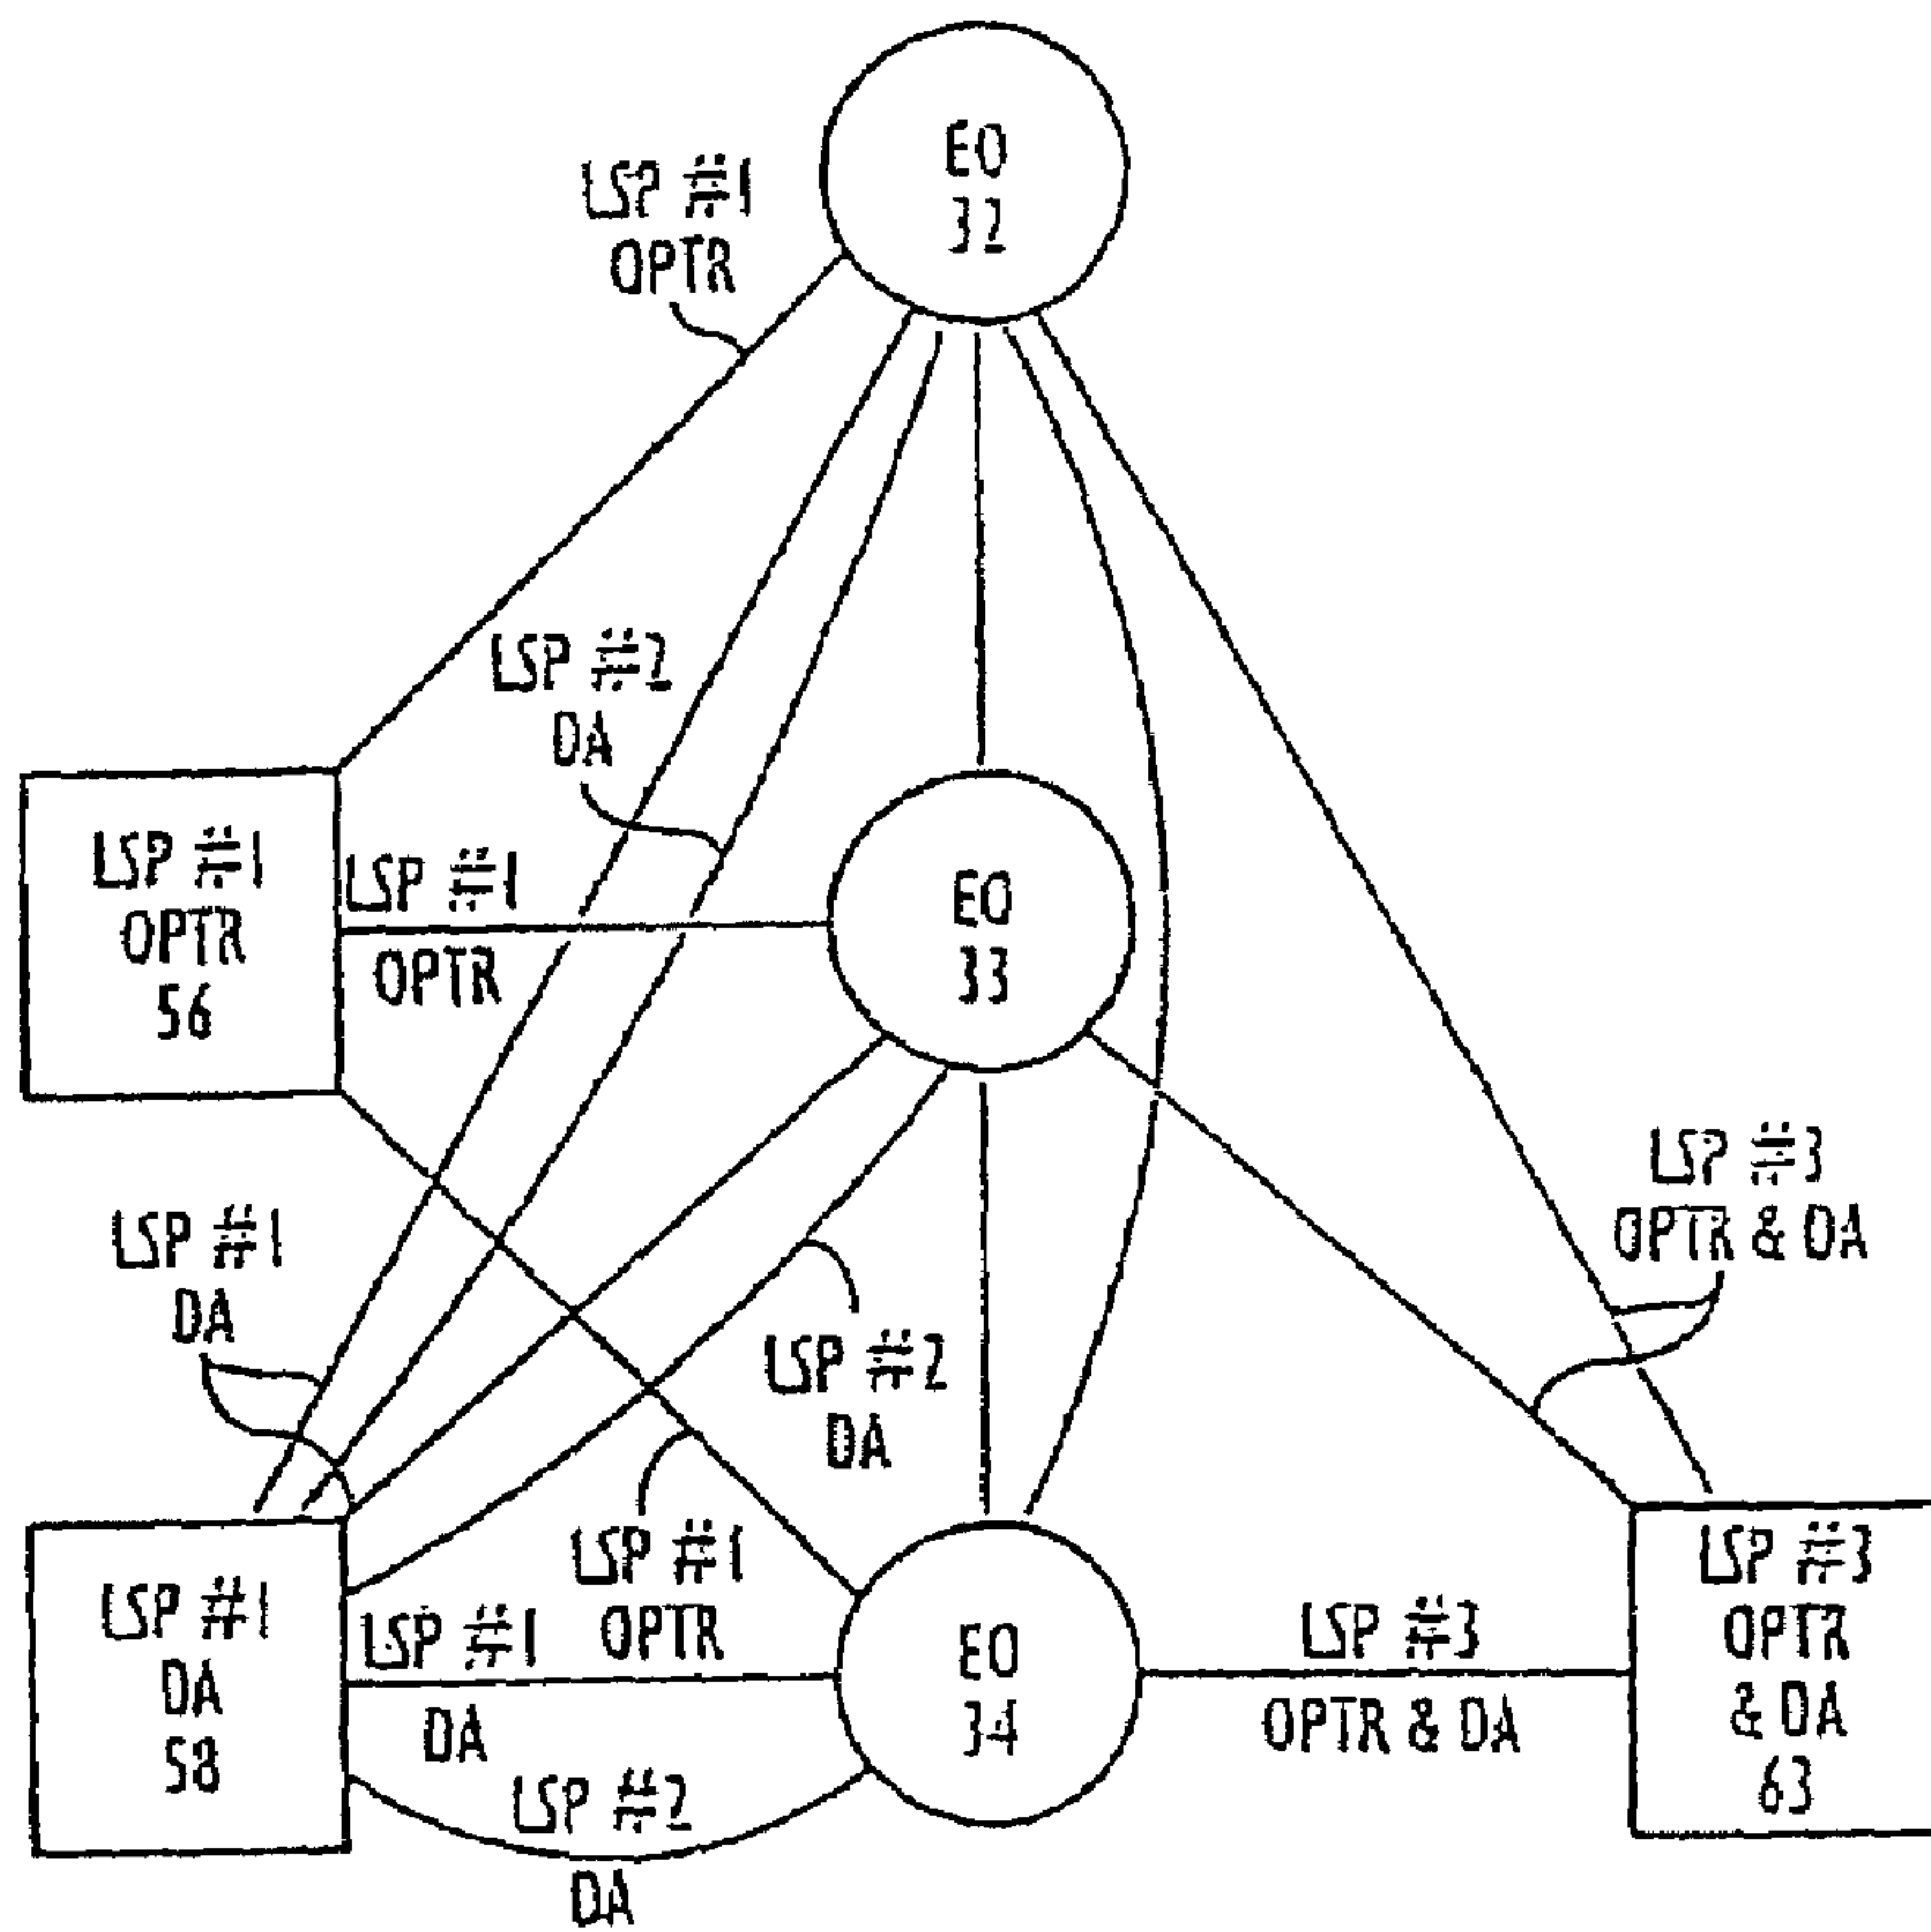 EO
32
LSP #1
OPTR
LSP #2
DA
LSP #1
OPTR
56
LSP #1
OPTR
EO
33
LSP #3
OPTR & DA
LSP #1
DA
LSP #2
DA
LSP #1
OPTR
LSP #1
DA
58
LSP #1
DA
LSP #2
DA
EO
34
LSP #3
OPTR & DA
LSP #3
OPTR
& DA
63